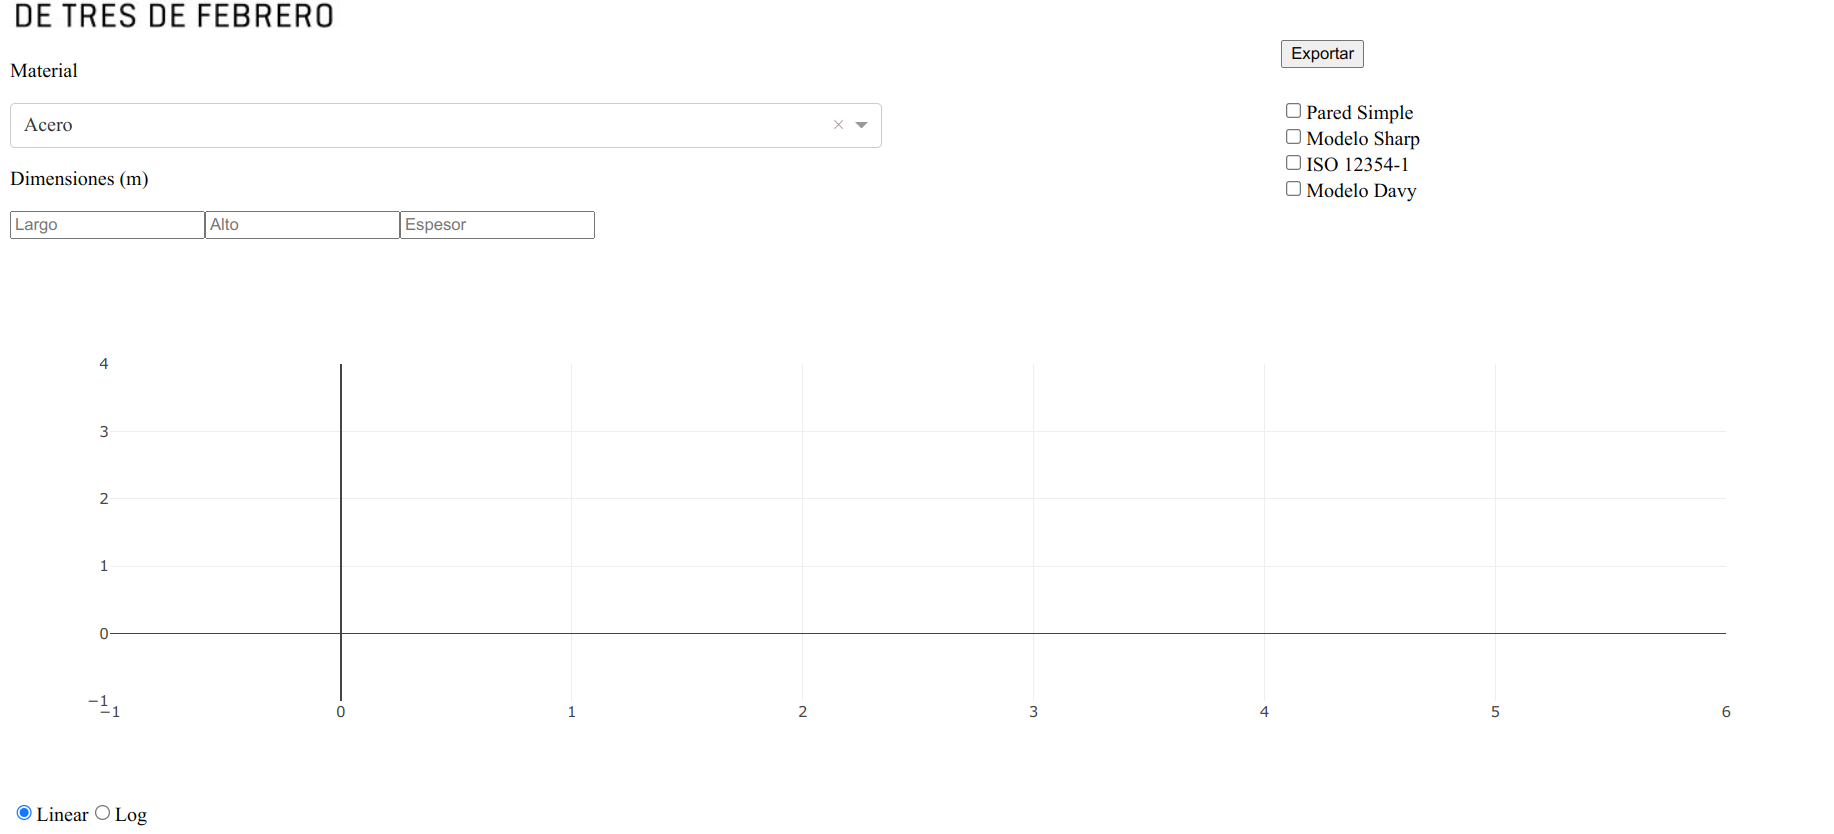 DE TRES DE FEBRERO
Exportar
Material
Acero
Pared Simple
Modelo Sharp
ISO 12354-1
Modelo Davy
Dimensiones (m)
Largo Alto Espesor
4
3
2
1
0
−1
−1 0 1 2 3 4 5 6
Linear Log